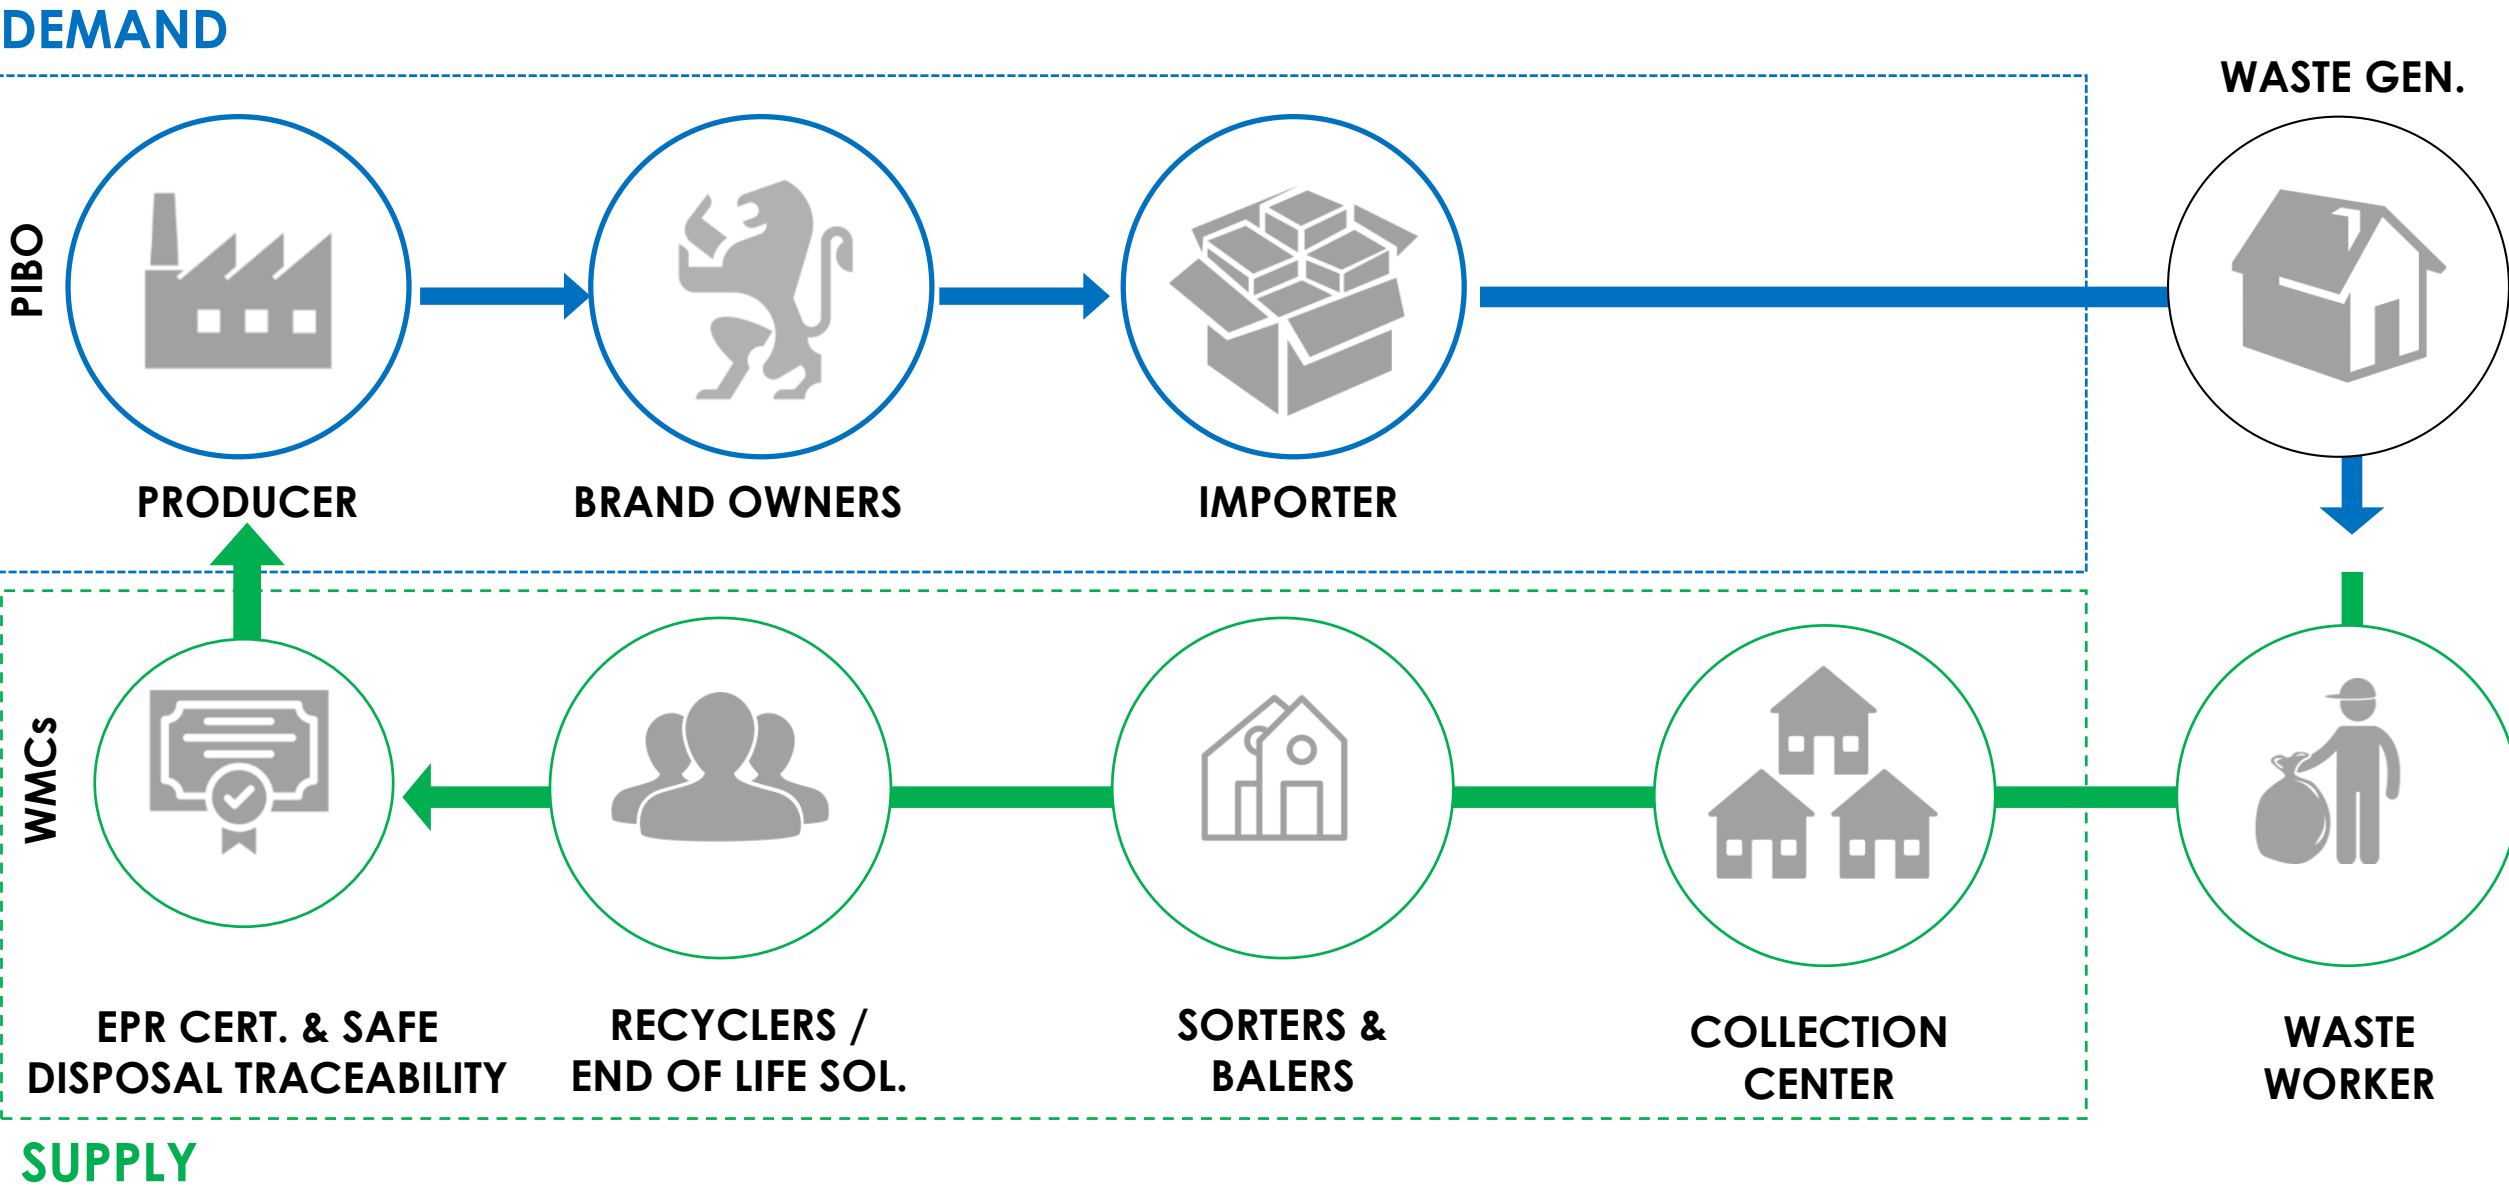 DEMAND
WASTE GEN.
PIBO
PRODUCER
BRAND OWNERS
IMPORTER
WMCs
EPR CERT. & SAFE
DISPOSAL TRACEABILITY
RECYCLERS /
END OF LIFE SOL.
SORTERS &
BALERS
COLLECTION
CENTER
WASTE
WORKER
SUPPLY